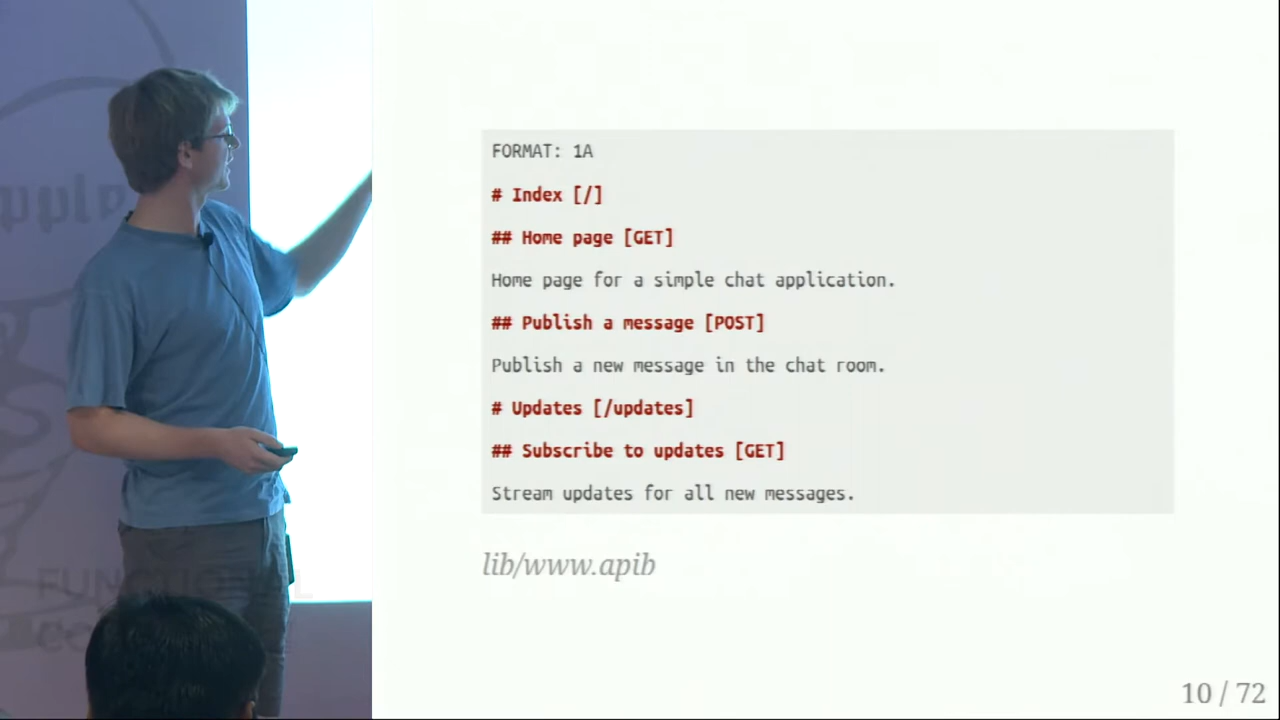 FORMAT: 1A
# Index [/]
## Home page [GET]
Home page for a simple chat application.
## Publish a message [POST]
Publish a new message in the chat room.
# Updates [/updates]
## Subscribe to updates [GET]
Stream updates for all new messages.
lib/www.apib
10 / 72